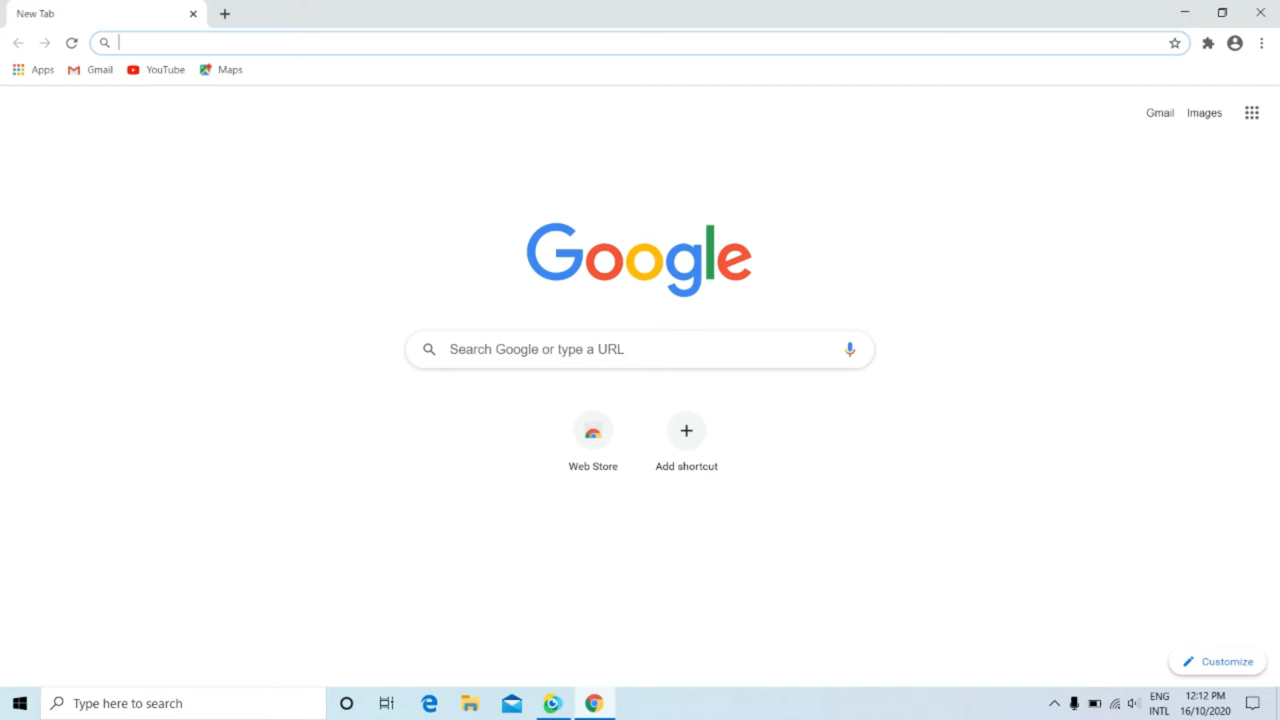 New Tab
Apps Gmail YouTube Maps
Gmail Images
Google
Search Google or type a URL
Web Store Add shortcut
Customize
Type here to search
ENG 12:12 PM
INTL 16/10/2020